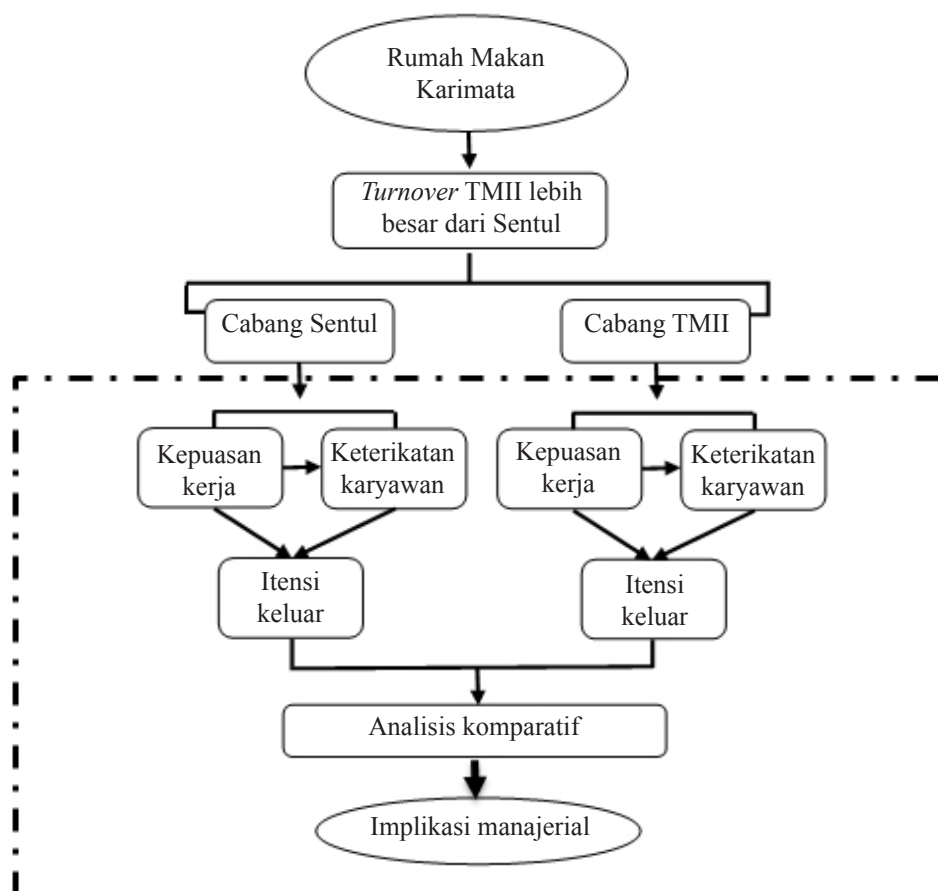 Rumah Makan
Karimata
Turnover TMII lebih
besar dari Sentul
Cabang Sentul
Cabang TMII
Kepuasan
kerja
Keterikatan
karyawan
Kepuasan
kerja
Keterikatan
karyawan
Itensi
keluar
Itensi
keluar
Analisis komparatif
Implikasi manajerial